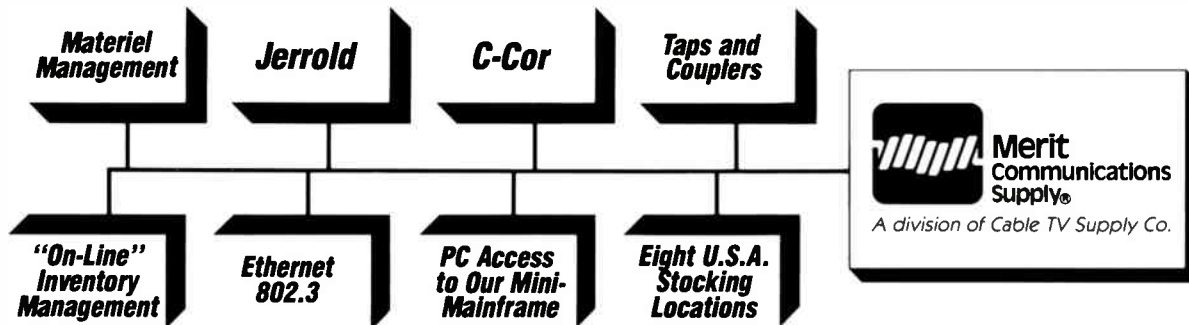 Materiel
Management
Jerrold
C-Cor
Taps and
Couplers
Merit
Communications
Supply®
A division of Cable TV Supply Co.
"On-Line"
Inventory
Management
Ethernet
802.3
PC Access
to Our Mini-
Mainframe
Eight U.S.A.
Stocking
Locations